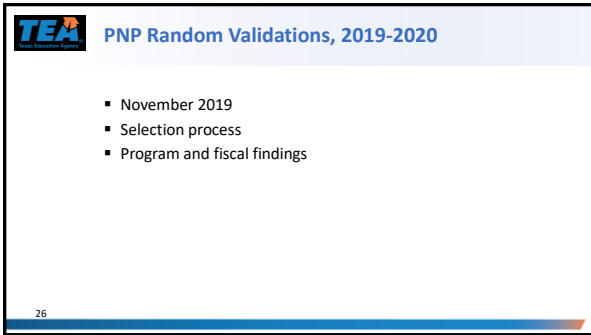 TEA
Texas Education Agency
PNP Random Validations, 2019-2020
▪ November 2019
▪ Selection process
▪ Program and fiscal findings
26